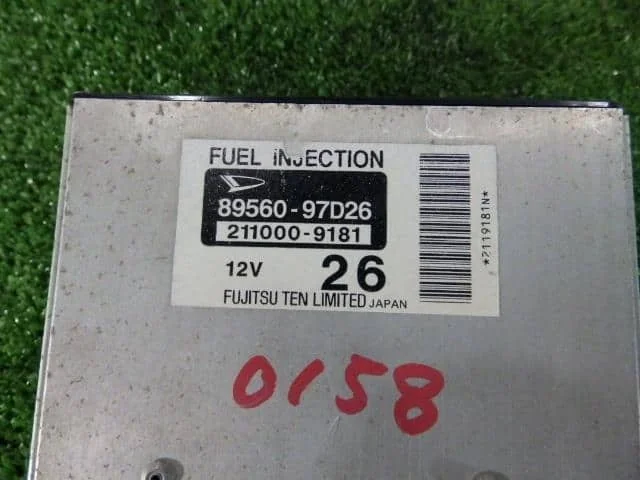 FUEL INJECTION
89560-97D26
211000-9181
12V 26
FUJITSU TEN LIMITED JAPAN
*2119181N*
0158